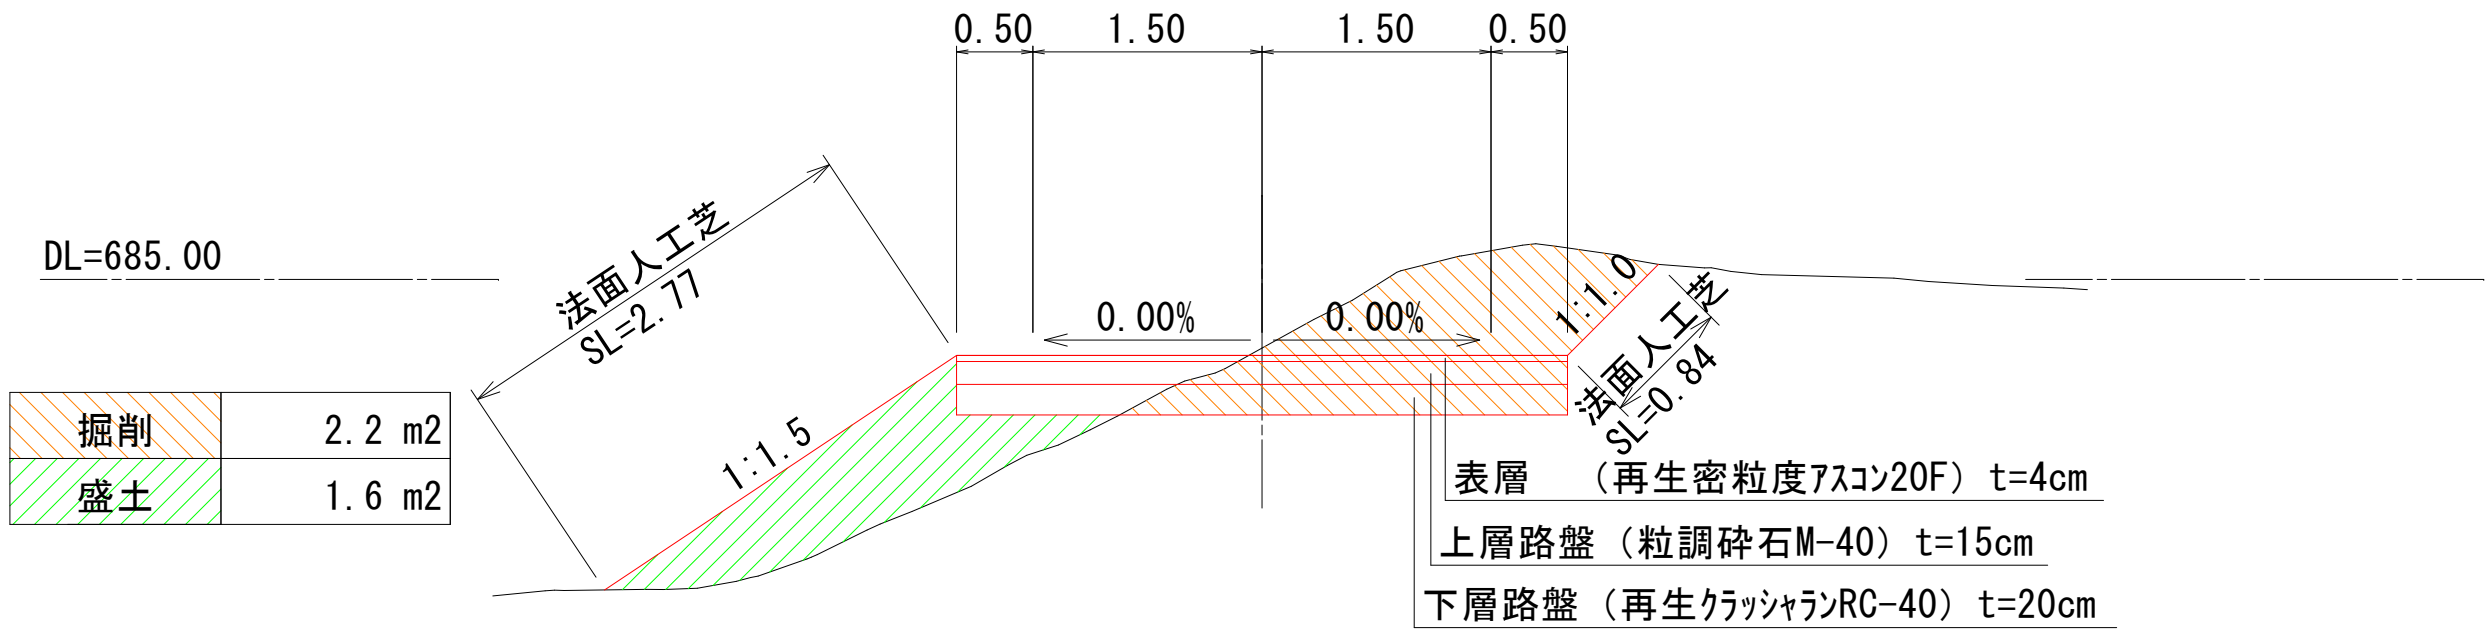 0.50 1.50 1.50 0.50
DL=685.00
法面人工芝
SL=2.77
0.00% 0.00%
1:1.0
法面人工芝
SL=0.84
1:1.5
掘削 2.2 m2
盛土 1.6 m2
表層 (再生密粒度ｱｽｺﾝ20F) t=4cm
上層路盤 (粒調砕石M-40) t=15cm
下層路盤 (再生ｸﾗｯｼｬﾗﾝRC-40) t=20cm